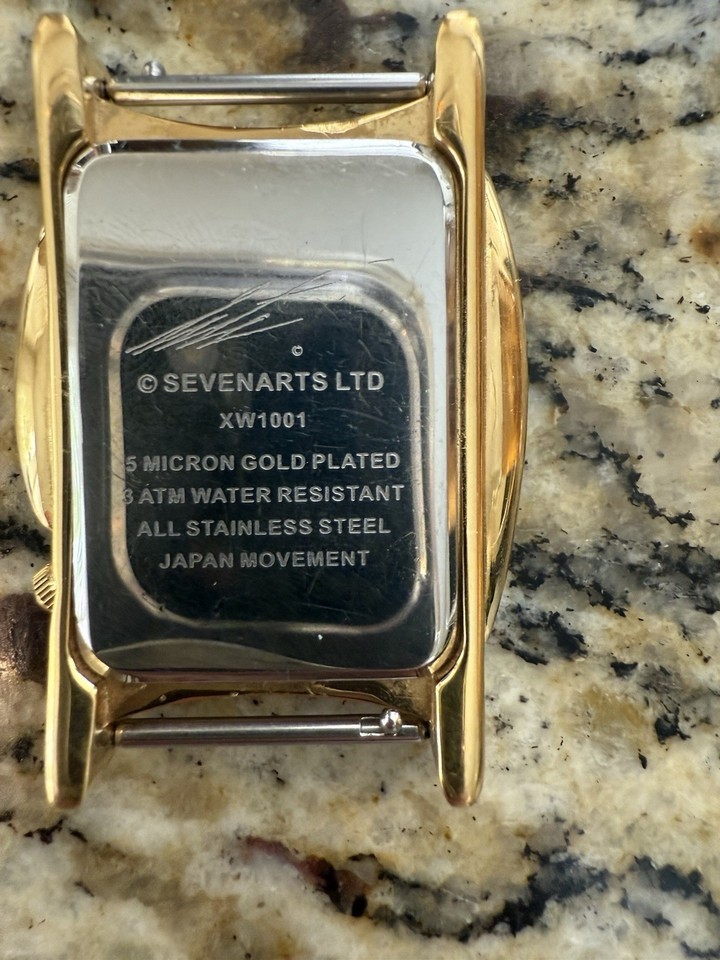 ©
© SEVENARTS LTD
XW1001
5 MICRON GOLD PLATED
3 ATM WATER RESISTANT
ALL STAINLESS STEEL
JAPAN MOVEMENT